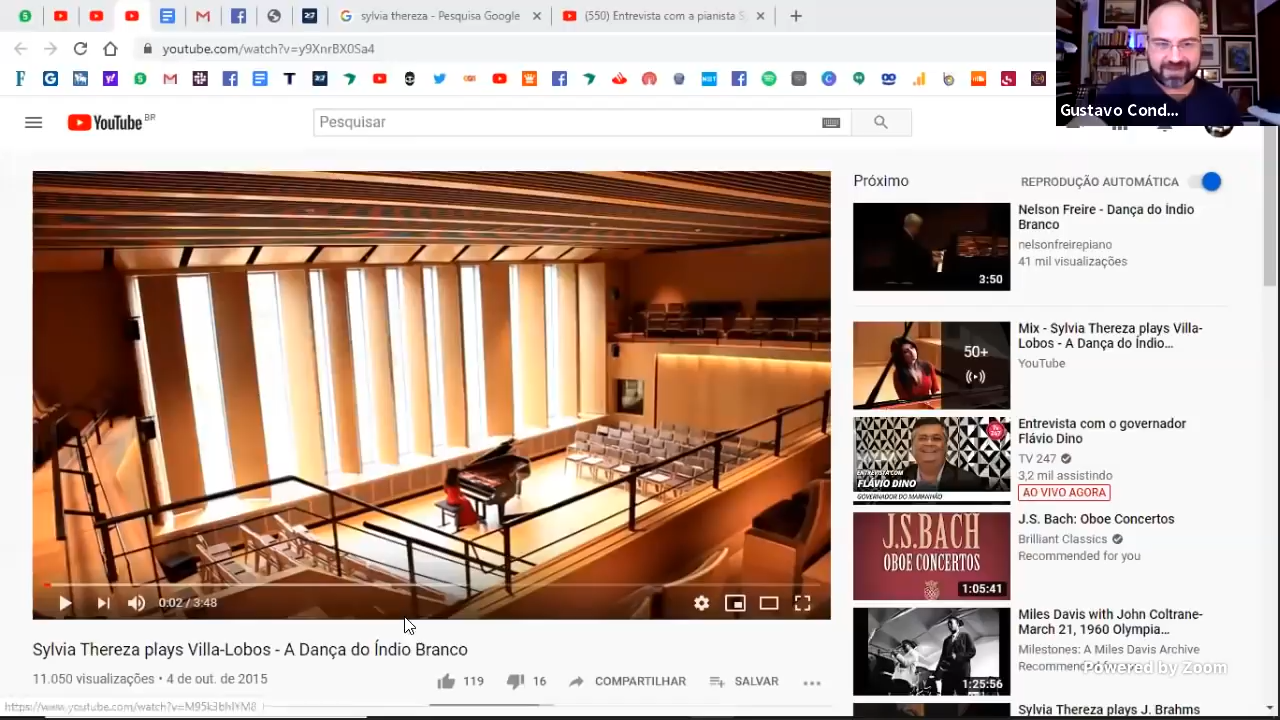 sylvia thereza - Pesquisa Google
(550) Entrevista com a pianista S
youtube.com/watch?v=y9XnrBX0Sa4
Gustavo Cond...
YouTube BR
Pesquisar
Próximo
REPRODUÇÃO AUTOMÁTICA
Nelson Freire - Dança do Índio
Branco
nelsonfreirepiano
41 mil visualizações
3:50
Mix - Sylvia Thereza plays Villa-
Lobos - A Dança do Índio...
YouTube
50+
Entrevista com o governador
Flávio Dino
TV 247
3,2 mil assistindo
AO VIVO AGORA
ENTREVISTA COM
FLÁVIO DINO
GOVERNADOR DO MARANHÃO
J.S. Bach: Oboe Concertos
Brilliant Classics
Recommended for you
J.S.BACH
OBOE CONCERTOS
1:05:41
Miles Davis with John Coltrane-
March 21, 1960 Olympia...
Milestones: A Miles Davis Archive
1:25:56
Powered by Zoom
Sylvia Thereza plays J. Brahms
0:02 / 3:48
Sylvia Thereza plays Villa-Lobos - A Dança do Índio Branco
11.050 visualizações • 4 de out. de 2015
119
16
COMPARTILHAR
SALVAR